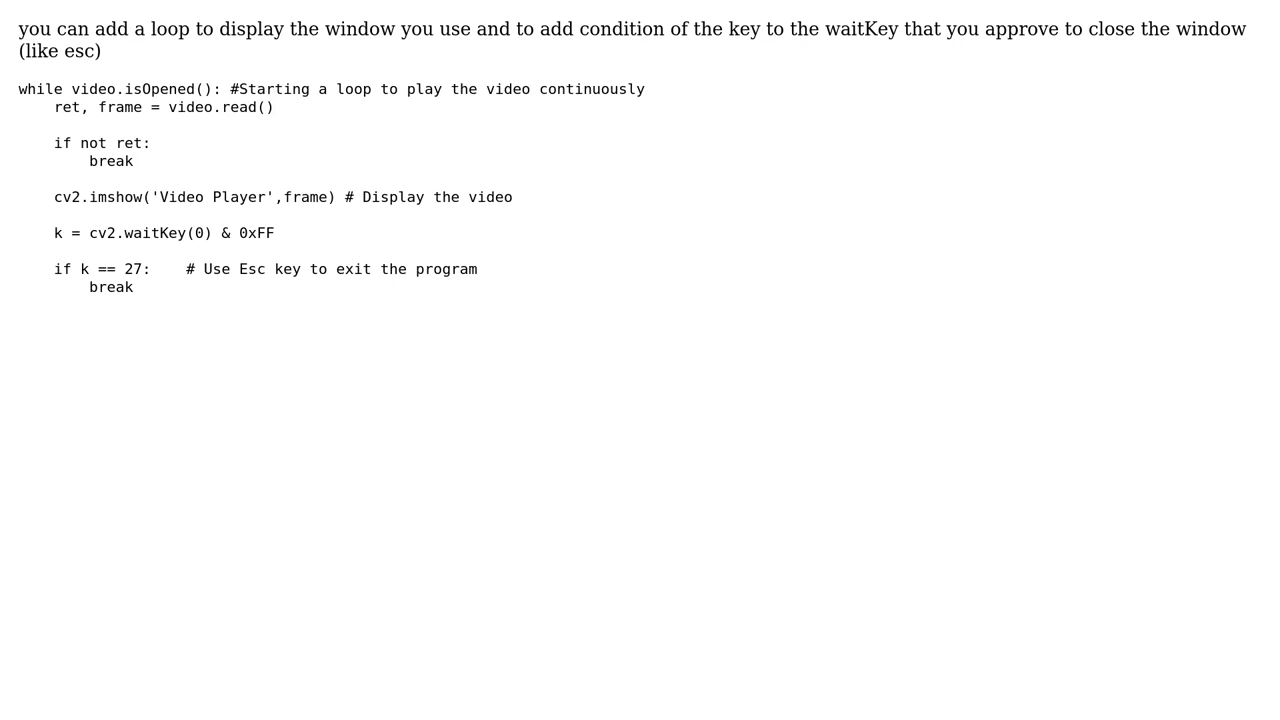 you can add a loop to display the window you use and to add condition of the key to the waitKey that you approve to close the window
(like esc)
while video.isOpened(): #Starting a loop to play the video continuously
    ret, frame = video.read()
    if not ret:
        break
    cv2.imshow('Video Player',frame) # Display the video
    k = cv2.waitKey(0) & 0xFF
    if k == 27:    # Use Esc key to exit the program
        break